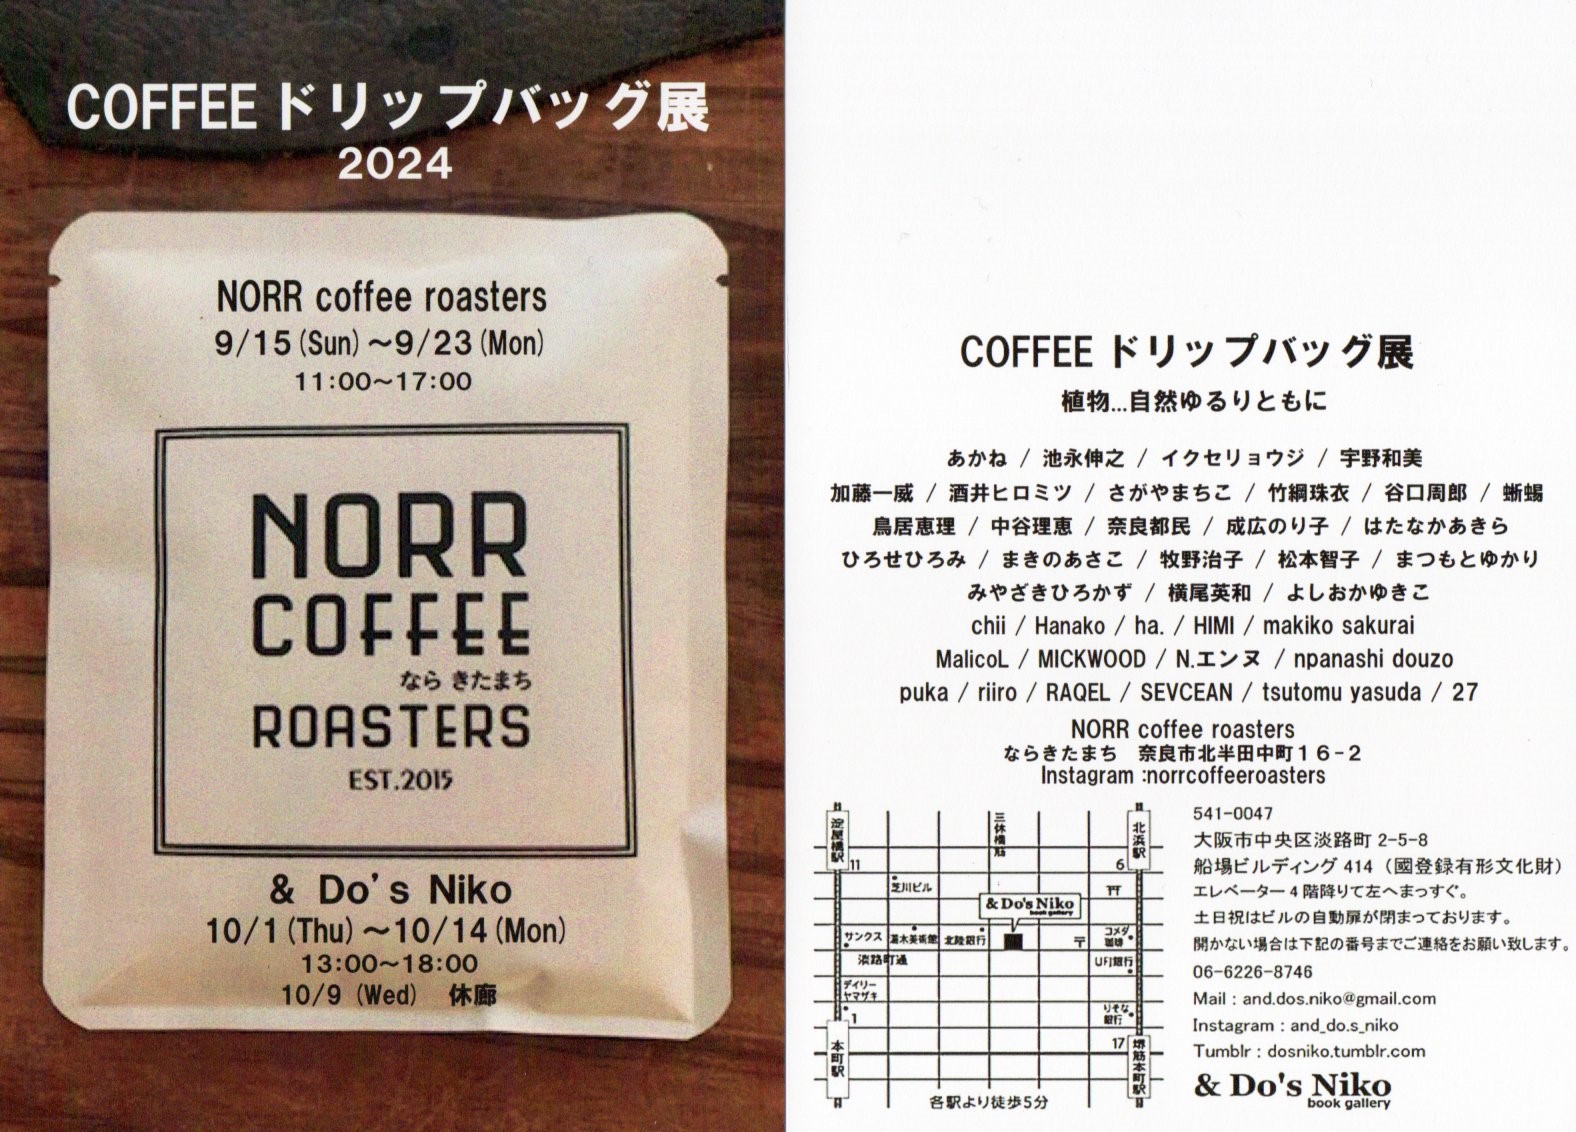 COFFEE ドリップバッグ展
2024
NORR coffee roasters
9/15(Sun)～9/23(Mon)
11:00～17:00
NORR
COFFEE
なら きたまち
ROASTERS
EST.2015
& Do's Niko
10/1(Thu)～10/14(Mon)
13:00～18:00
10/9 (Wed) 休廊
COFFEE ドリップバッグ展
植物...自然ゆるりともに
あかね / 池永伸之 / イクセリョウジ / 宇野和美
加藤一威 / 酒井ヒロミツ / さがやまちこ / 竹綱珠衣 / 谷口周郎 / 蜥蜴
鳥居恵理 / 中谷理恵 / 奈良都民 / 成広のり子 / はたなかあきら
ひろせひろみ / まきのあさこ / 牧野治子 / 松本智子 / まつもとゆかり
みやざきひろかず / 横尾英和 / よしおかゆきこ
chii / Hanako / ha. / HIMI / makiko sakurai
MalicoL / MICKWOOD / N.エンヌ / npanashi douzo
puka / riiro / RAQEL / SEVCEAN / tsutomu yasuda / 27
NORR coffee roasters
ならきたまち 奈良市北半田中町１６-２
Instagram :norrcoffeeroasters
淀屋橋駅
三休橋筋
北浜駅
11
6
芝川ビル
& Do's Niko
book gallery
サンクス
湯木美術館
北陸銀行
〒
コメダ
珈琲
淡路町通
UFJ銀行
デイリー
ヤマザキ
りそな
銀行
1
17
本町駅
堺筋本町駅
各駅より徒歩5分
541-0047
大阪市中央区淡路町 2-5-8
船場ビルディング 414（國登録有形文化財）
エレベーター 4 階降りて左へまっすぐ。
土日祝はビルの自動扉が閉まっております。
開かない場合は下記の番号までご連絡をお願い致します。
06-6226-8746
Mail : and.dos.niko@gmail.com
Instagram : and_do.s_niko
Tumblr : dosniko.tumblr.com
& Do's Niko
book gallery